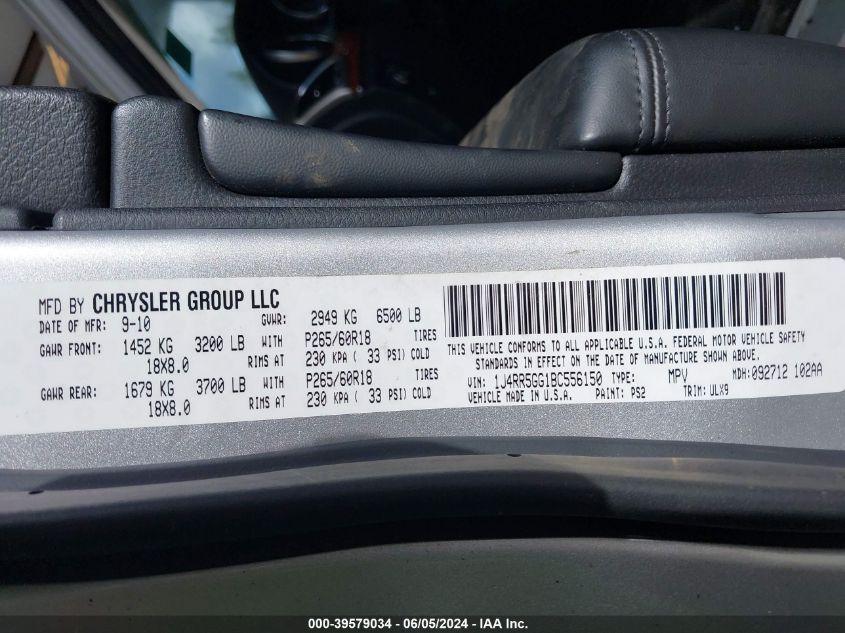 MFD BY CHRYSLER GROUP LLC
DATE OF MFR: 9-10 GVWR: 2949 KG 6500 LB
GAWR FRONT: 1452 KG 3200 LB WITH P265/60R18 TIRES
18X8.0 RIMS AT 230 KPA ( 33 PSI) COLD
GAWR REAR: 1679 KG 3700 LB WITH P265/60R18 TIRES
18X8.0 RIMS AT 230 KPA ( 33 PSI) COLD
THIS VEHICLE CONFORMS TO ALL APPLICABLE U.S.A. FEDERAL MOTOR VEHICLE SAFETY
STANDARDS IN EFFECT ON THE DATE OF MANUFACTURE SHOWN ABOVE.
VIN: 1J4RR5GG1BC556150 TYPE: MPV MDH:092712 102AA
VEHICLE MADE IN U.S.A. PAINT: PS2 TRIM: ULX9
000-39579034 - 06/05/2024 - IAA Inc.